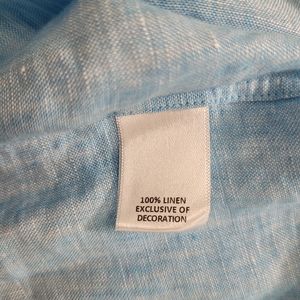 100% LINEN
EXCLUSIVE OF
DECORATION